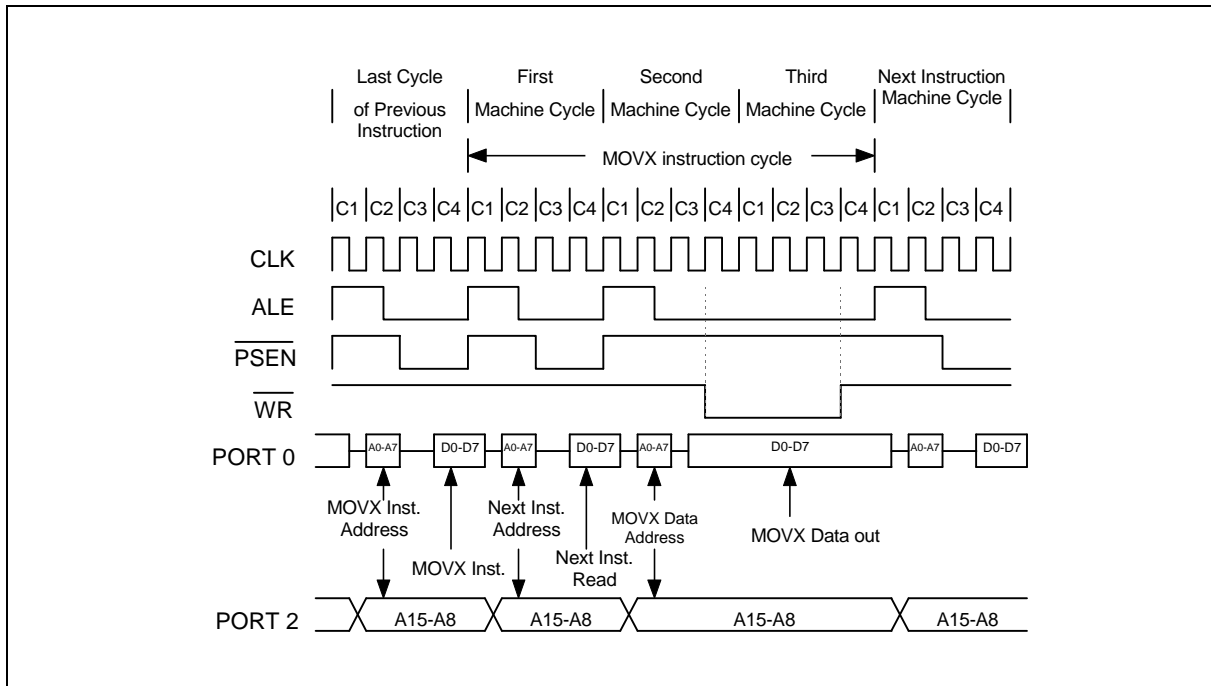 Last Cycle
of Previous
Instruction
First
Machine Cycle
Second
Machine Cycle
Third
Machine Cycle
Next Instruction
Machine Cycle
MOVX instruction cycle
C1 C2 C3 C4 C1 C2 C3 C4 C1 C2 C3 C4 C1 C2 C3 C4 C1 C2 C3 C4
CLK
ALE
PSEN
WR
PORT 0
A0-A7 D0-D7 A0-A7 D0-D7 A0-A7 D0-D7 A0-A7 D0-D7
MOVX Inst.
Address
MOVX Inst.
Next Inst.
Address
Next Inst.
Read
MOVX Data
Address
MOVX Data out
PORT 2
A15-A8 A15-A8 A15-A8 A15-A8